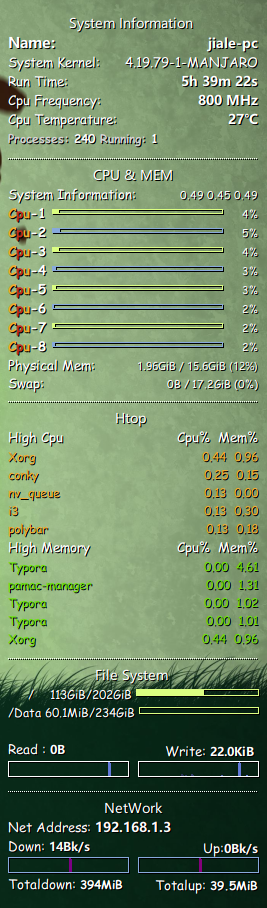 System Information
Name: jiale-pc
System Kernel: 4.19.79-1-MANJARO
Run Time: 5h 39m 22s
Cpu Frequency: 800 MHz
Cpu Temperature: 27°C
Processes: 240 Running: 1
CPU & MEM
System Information: 0.49 0.45 0.49
Cpu-1 4%
Cpu-2 5%
Cpu-3 4%
Cpu-4 3%
Cpu-5 3%
Cpu-6 2%
Cpu-7 2%
Cpu-8 2%
Physical Mem: 1.96GiB / 15.6GiB (12%)
Swap: 0B / 17.2GiB (0%)
Htop
High Cpu Cpu% Mem%
Xorg 0.44 0.96
conky 0.25 0.15
nv_queue 0.13 0.00
i3 0.13 0.30
polybar 0.13 0.18
High Memory Cpu% Mem%
Typora 0.00 4.61
pamac-manager 0.00 1.31
Typora 0.00 1.02
Typora 0.00 1.01
Xorg 0.44 0.96
File System
/ 113GiB/202GiB
/Data 60.1MiB/234GiB
Read : 0B Write: 22.0KiB
NetWork
Net Address: 192.168.1.3
Down: 14Bk/s Up:0Bk/s
Totaldown: 394MiB Totalup: 39.5MiB